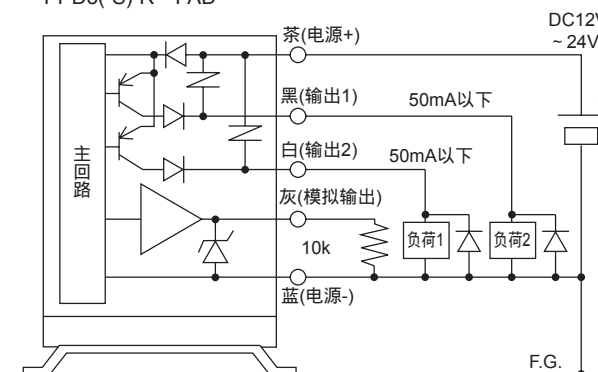 DC12V
~ 24V
茶(电源+)
黑(输出1)
50mA以下
白(输出2)
50mA以下
主回路
灰(模拟输出)
10k
负荷1
负荷2
蓝(电源-)
F.G.